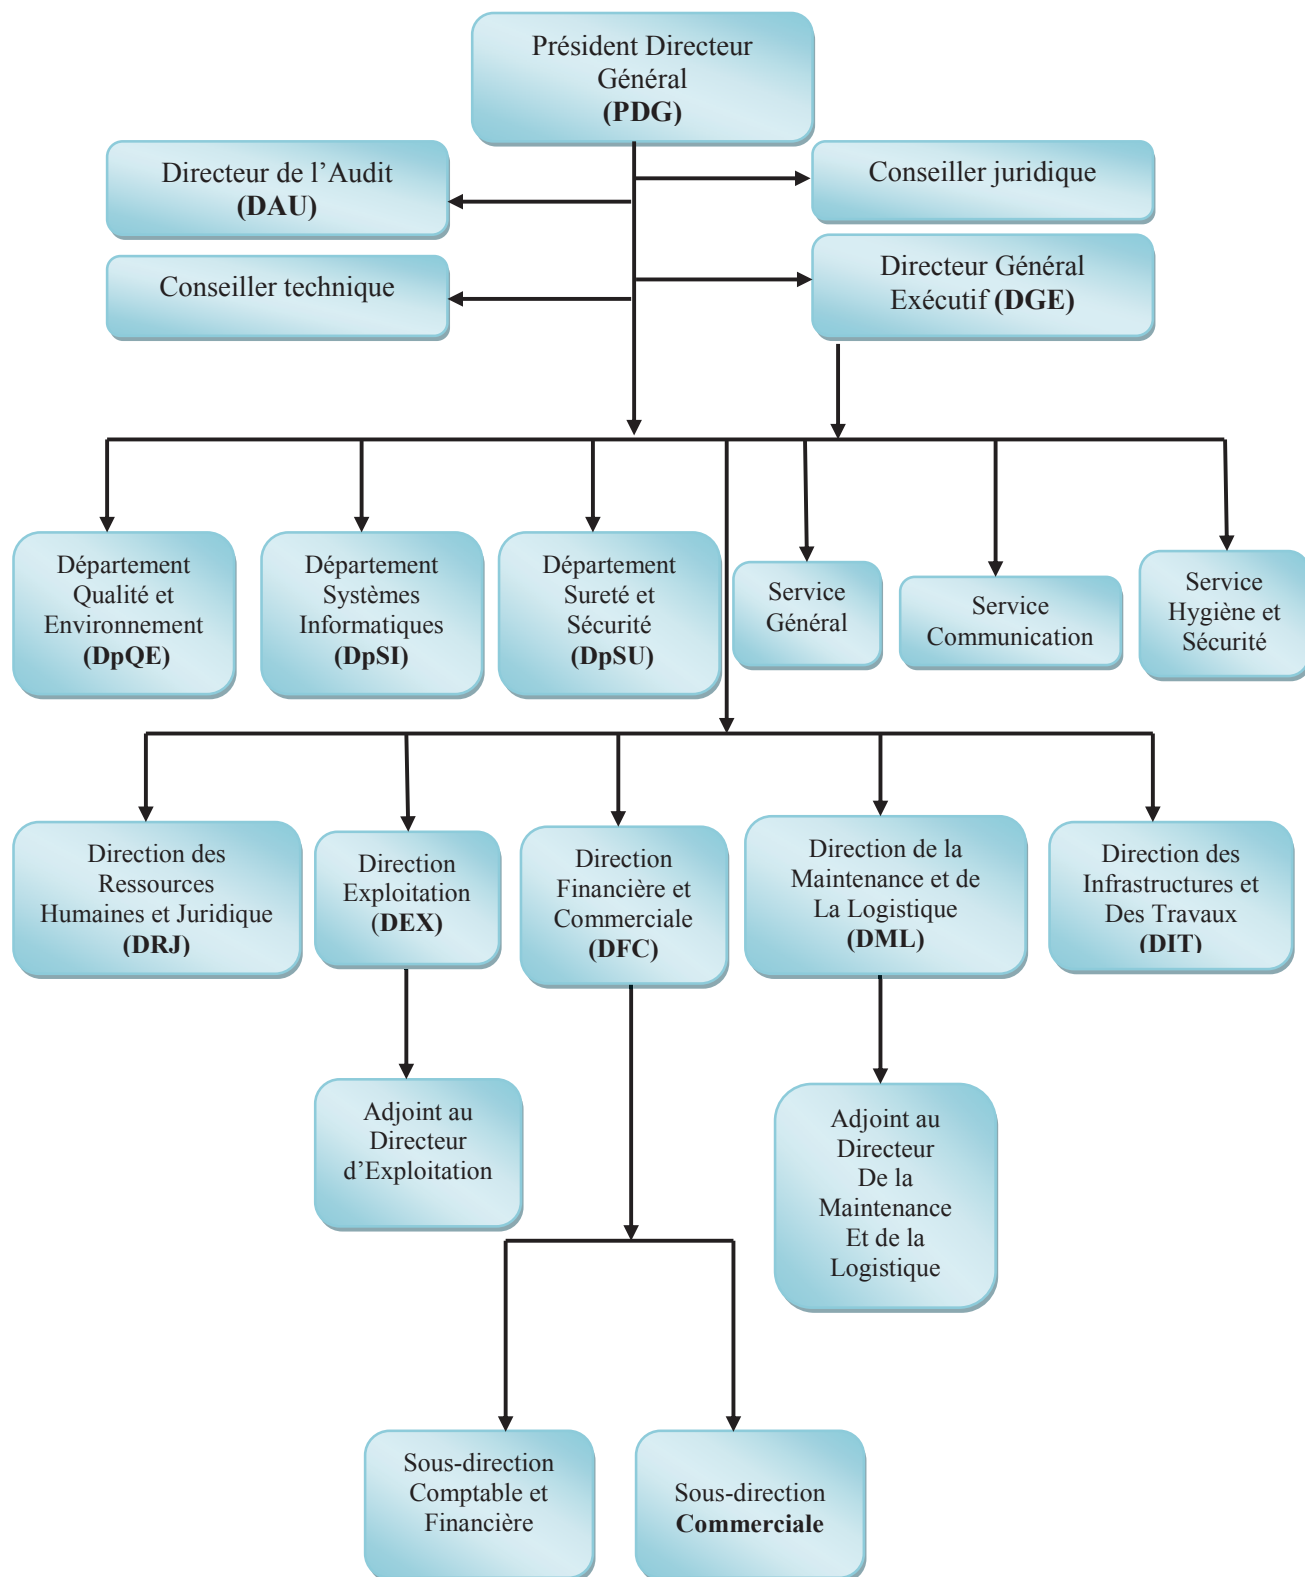 Président Directeur
Général
(PDG)
Directeur de l’Audit
(DAU)
Conseiller juridique
Conseiller technique
Directeur Général
Exécutif (DGE)
Département
Qualité et
Environnement
(DpQE)
Département
Systèmes
Informatiques
(DpSI)
Département
Sureté et
Sécurité
(DpSU)
Service
Général
Service
Communication
Service
Hygiène et
Sécurité
Direction des
Ressources
Humaines et Juridique
(DRJ)
Direction
Exploitation
(DEX)
Direction
Financière et
Commerciale
(DFC)
Direction de la
Maintenance et de
La Logistique
(DML)
Direction des
Infrastructures et
Des Travaux
(DIT)
Adjoint au
Directeur
d’Exploitation
Adjoint au
Directeur
De la
Maintenance
Et de la
Logistique
Sous-direction
Comptable et
Financière
Sous-direction
Commerciale